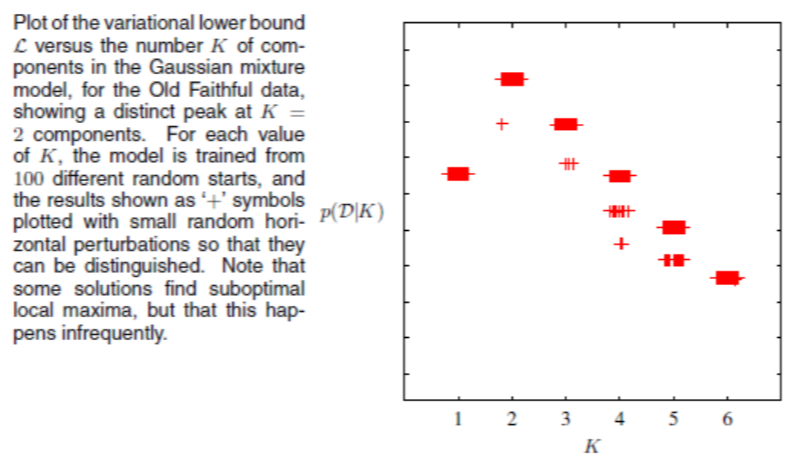 Plot of the variational lower bound
ℒ versus the number K of com-
ponents in the Gaussian mixture
model, for the Old Faithful data,
showing a distinct peak at K =
2 components. For each value
of K, the model is trained from
100 different random starts, and
the results shown as ‘+’ symbols
plotted with small random hori-
zontal perturbations so that they
can be distinguished. Note that
some solutions find suboptimal
local maxima, but that this hap-
pens infrequently.
p(𝒟|K)
1 2 3 4 5 6
K